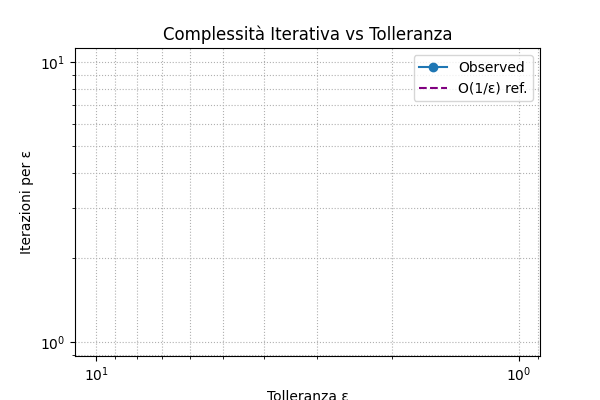 Complessità Iterativa vs Tolleranza
Observed
O(1/ε) ref.
Iterazioni per ε
10¹
10⁰
10¹
10⁰
Tolleranza ε